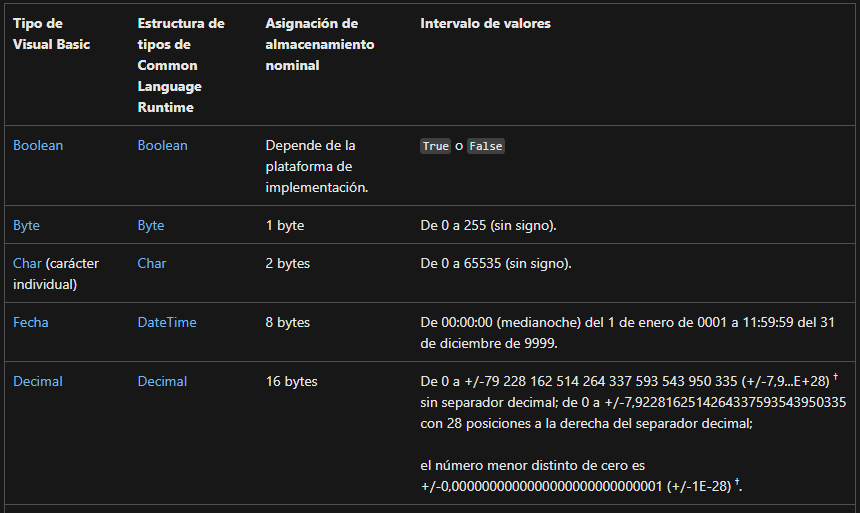 Tipo de
Visual Basic
Estructura de
tipos de
Common
Language
Runtime
Asignación de
almacenamiento
nominal
Intervalo de valores
Boolean
Boolean
Depende de la
plataforma de
implementación.
True o False
Byte
Byte
1 byte
De 0 a 255 (sin signo).
Char (carácter
individual)
Char
2 bytes
De 0 a 65535 (sin signo).
Fecha
DateTime
8 bytes
De 00:00:00 (medianoche) del 1 de enero de 0001 a 11:59:59 del 31
de diciembre de 9999.
Decimal
Decimal
16 bytes
De 0 a +/-79 228 162 514 264 337 593 543 950 335 (+/-7,9...E+28) †
sin separador decimal; de 0 a +/-7,9228162514264337593543950335
con 28 posiciones a la derecha del separador decimal;
el número menor distinto de cero es
+/-0,0000000000000000000000000001 (+/-1E-28) †.